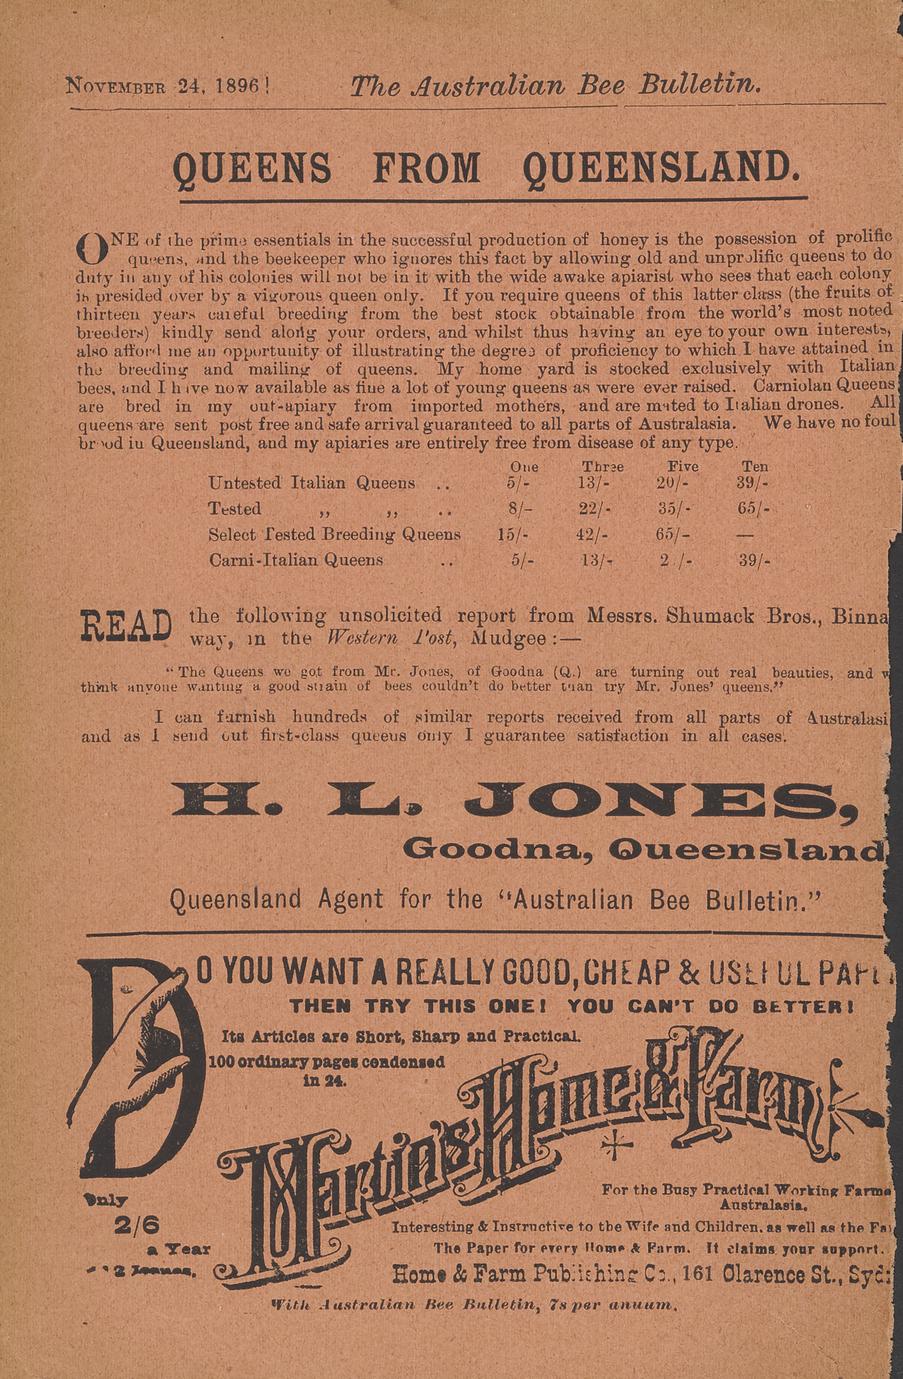 NOVEMBER 24, 1896! The Australian Bee Bulletin.
QUEENS FROM QUEENSLAND.
ONE of the prime essentials in the successful production of honey is the possession of prolific
queens, and the beekeeper who ignores this fact by allowing old and unprolific queens to do
duty in any of his colonies will not be in it with the wide awake apiarist who sees that each colony
is presided over by a vigorous queen only. If you require queens of this latter class (the fruits of
thirteen years careful breeding from the best stock obtainable from the world's most noted
breeders) kindly send along your orders, and whilst thus having an eye to your own interests,
also afford me an opportunity of illustrating the degree of proficiency to which I have attained in
the breeding and mailing of queens. My home yard is stocked exclusively with Italian
bees, and I have now available as fine a lot of young queens as were ever raised. Carniolan Queens
are bred in my out-apiary from imported mothers, and are mated to Italian drones. All
queens are sent post free and safe arrival guaranteed to all parts of Australasia. We have no foul
brood in Queensland, and my apiaries are entirely free from disease of any type.
One Three Five Ten
Untested Italian Queens .. 5/- 13/- 20/- 39/-
Tested ,, ,, .. 8/- 22/- 35/- 65/-
Select Tested Breeding Queens 15/- 42/- 65/- —
Carni-Italian Queens .. 5/- 13/- 2 /- 39/-
READ the following unsolicited report from Messrs. Shumack Bros., Binna
way, in the Western Post, Mudgee:—
"The Queens we got from Mr. Jones, of Goodna (Q.) are turning out real beauties, and w
think anyone wanting a good strain of bees couldn't do better than try Mr. Jones' queens."
I can furnish hundreds of similar reports received from all parts of Australasi
and as I send out first-class queens only I guarantee satisfaction in all cases.
H. L. JONES,
Goodna, Queensland
Queensland Agent for the "Australian Bee Bulletin."
DO YOU WANT A REALLY GOOD, CHEAP & USEFUL PAPE
THEN TRY THIS ONE! YOU CAN'T DO BETTER!
Its Articles are Short, Sharp and Practical.
100 ordinary pages condensed
in 24.
Martin's Home & Farm
For the Busy Practical Working Farme
Australasia.
Only
2/6
a Year
12 Issues.
Interesting & Instructive to the Wife and Children, as well as the Fa
The Paper for every Home & Farm. It claims your support.
Home & Farm Publishing Co., 161 Clarence St., Syd
With Australian Bee Bulletin, 7s per annum.